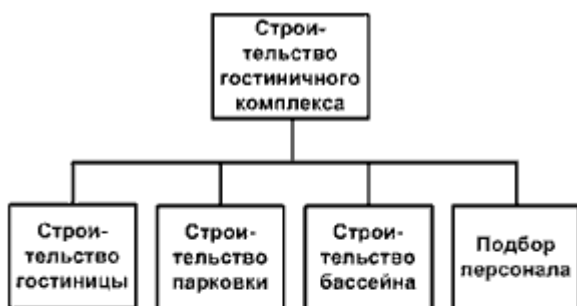 Строи-
тельство
гостиничного
комплекса
Строи-
тельство
гостиницы
Строи-
тельство
парковки
Строи-
тельство
бассейна
Подбор
персонала